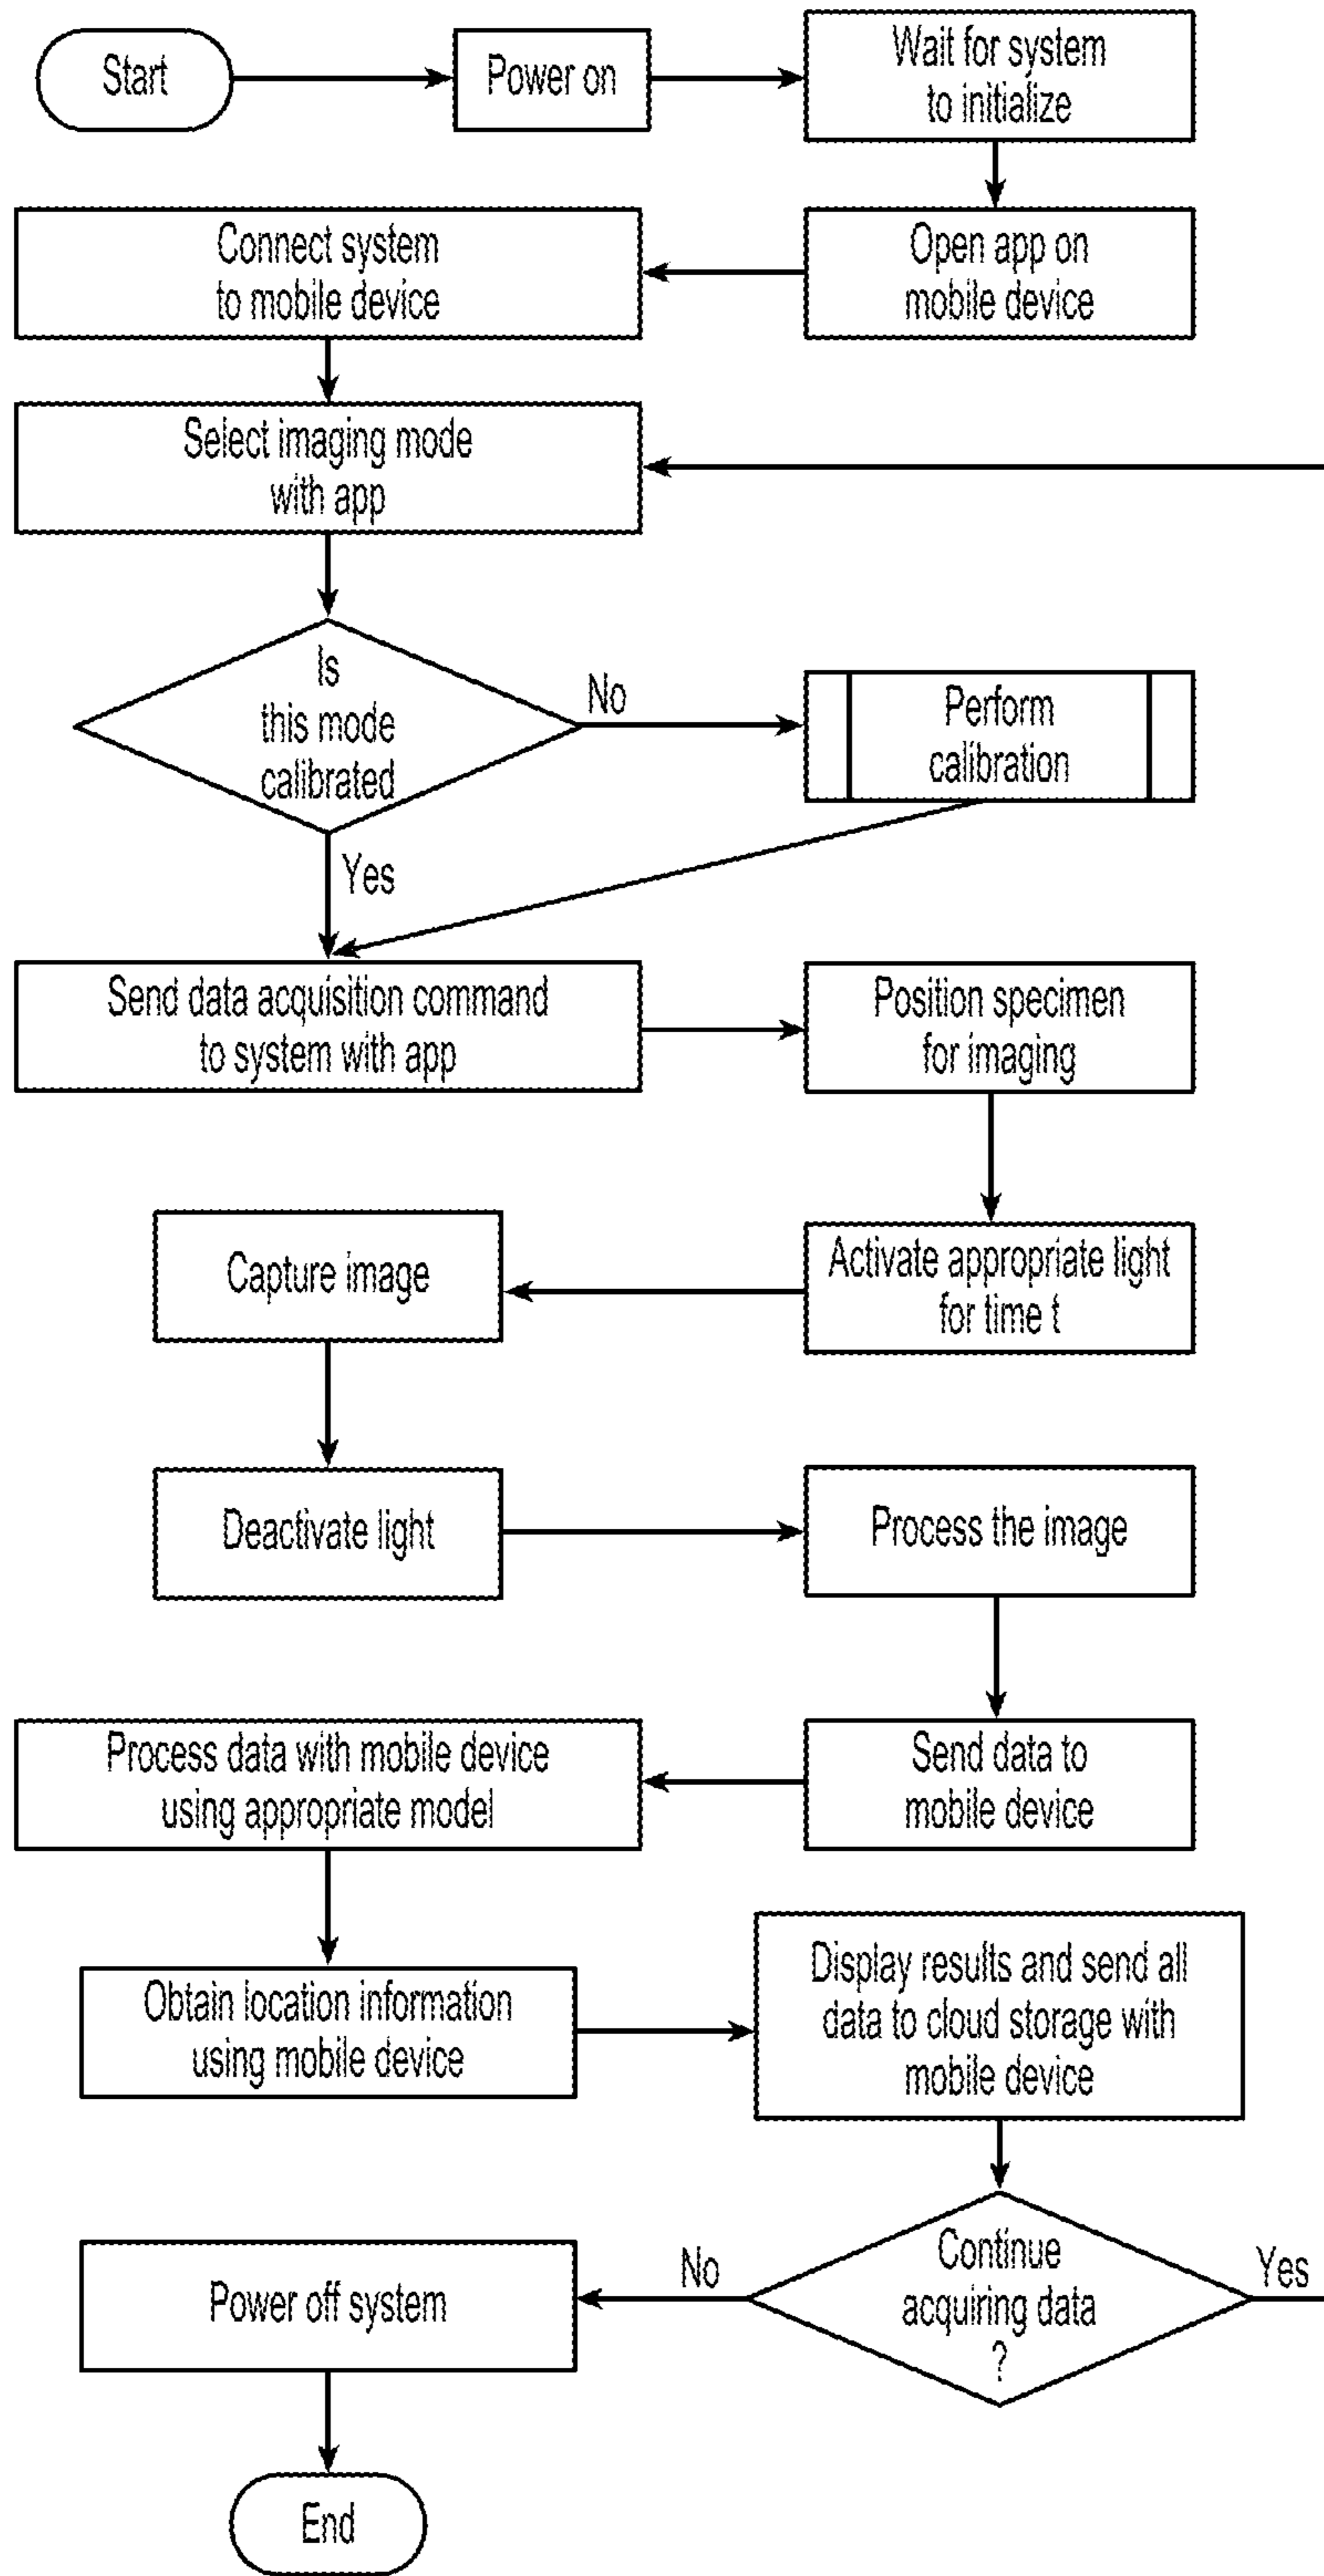 Start
Power on
Wait for system
to initialize
Open app on
mobile device
Connect system
to mobile device
Select imaging mode
with app
Is
this mode
calibrated
No
Perform
calibration
Yes
Send data acquisition command
to system with app
Position specimen
for imaging
Activate appropriate light
for time t
Capture image
Deactivate light
Process the image
Send data to
mobile device
Process data with mobile device
using appropriate model
Obtain location information
using mobile device
Display results and send all
data to cloud storage with
mobile device
Continue
acquiring data
?
Yes
No
Power off system
End